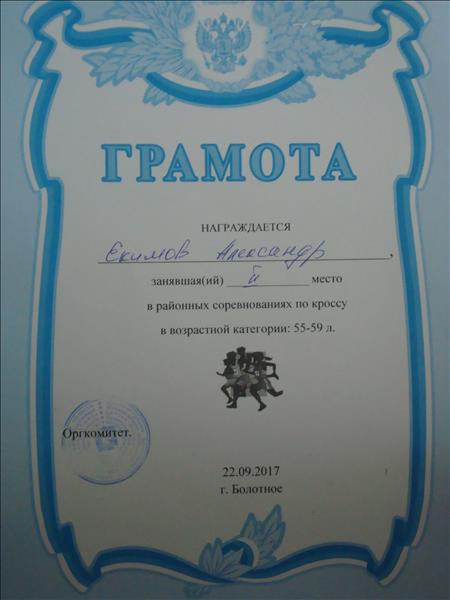 ГРАМОТА
НАГРАЖДАЕТСЯ
Екимов Александр,
занявшая(ий) II место
в районных соревнованиях по кроссу
в возрастной категории: 55-59 л.
Оргкомитет.
22.09.2017
г. Болотное